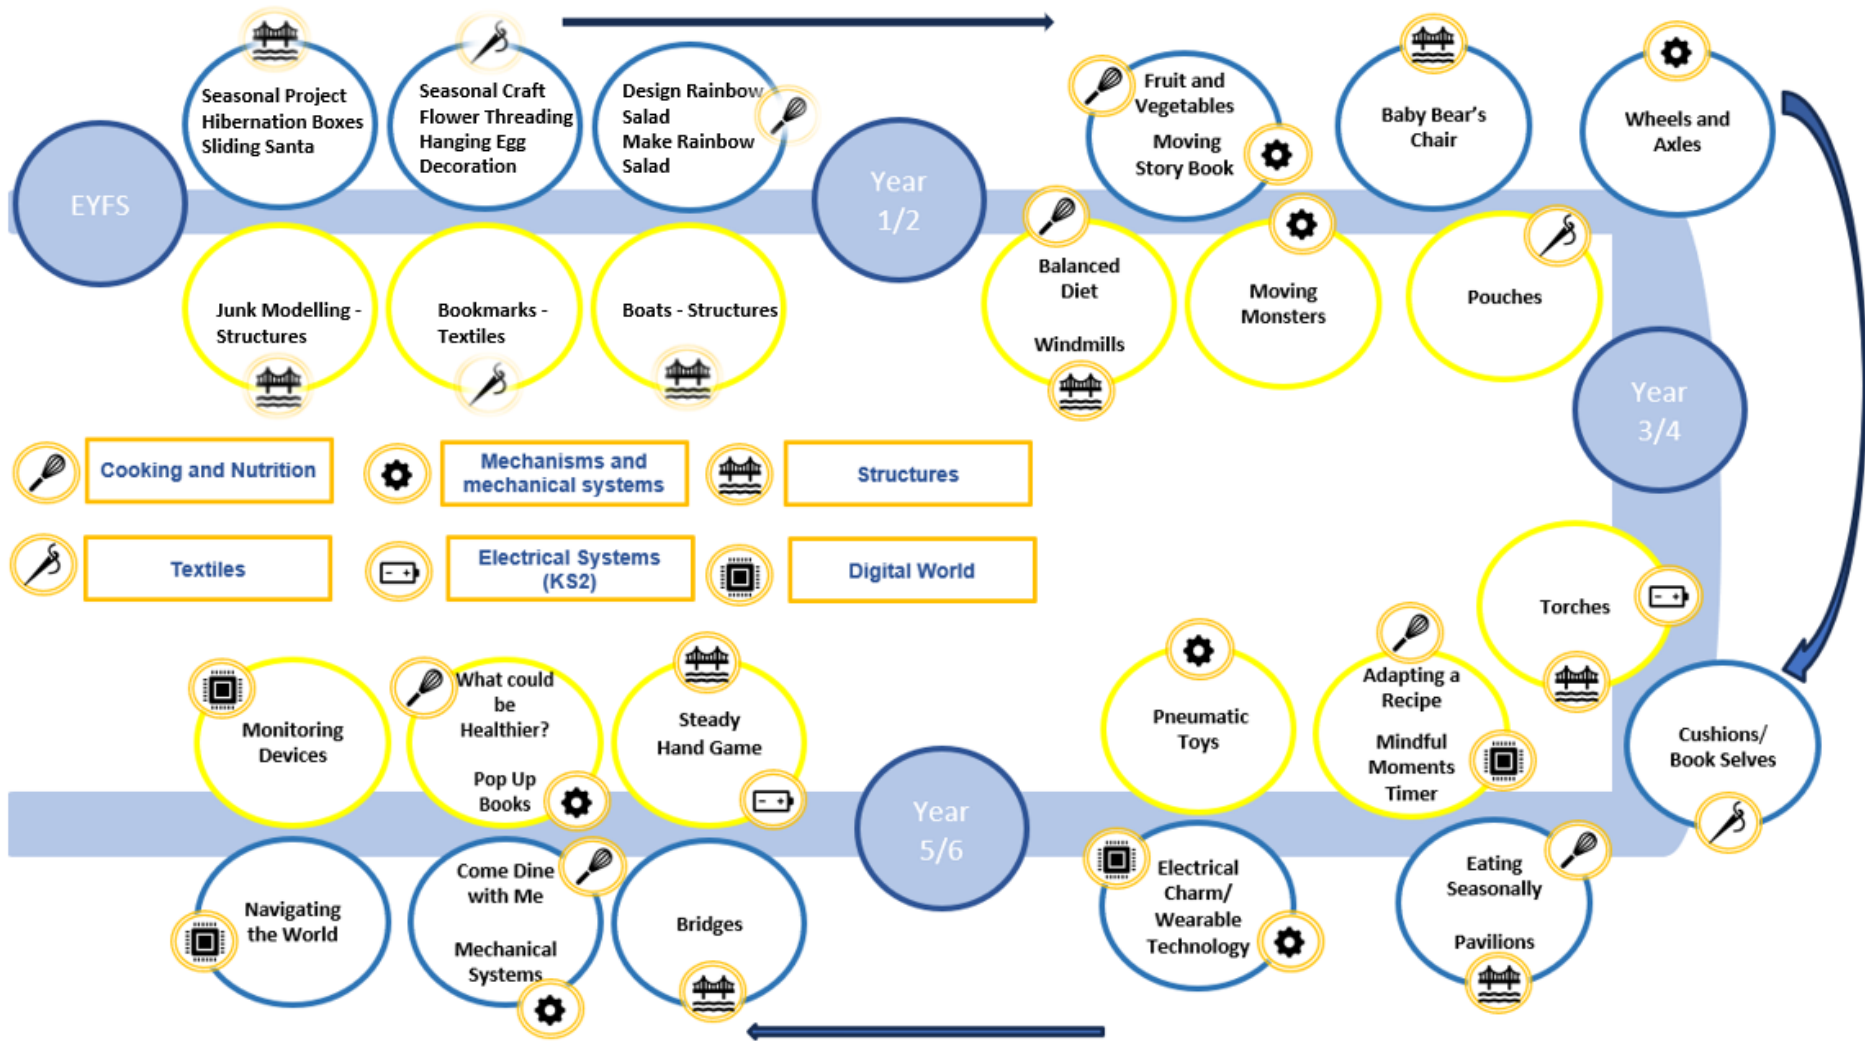 EYFS
Seasonal Project
Hibernation Boxes
Sliding Santa
Seasonal Craft
Flower Threading
Hanging Egg
Decoration
Design Rainbow
Salad
Make Rainbow
Salad
Junk Modelling -
Structures
Bookmarks -
Textiles
Boats - Structures
Year
1/2
Fruit and
Vegetables
Moving
Story Book
Baby Bear's
Chair
Wheels and
Axles
Balanced
Diet
Windmills
Moving
Monsters
Pouches
Year
3/4
Cooking and Nutrition
Mechanisms and
mechanical systems
Structures
Textiles
Electrical Systems
(KS2)
Digital World
Torches
Cushions/
Book Selves
Adapting a
Recipe
Mindful
Moments
Timer
Pneumatic
Toys
Eating
Seasonally
Pavilions
Electrical
Charm/
Wearable
Technology
Year
5/6
Steady
Hand Game
What could
be
Healthier?
Pop Up
Books
Monitoring
Devices
Bridges
Come Dine
with Me
Mechanical
Systems
Navigating
the World